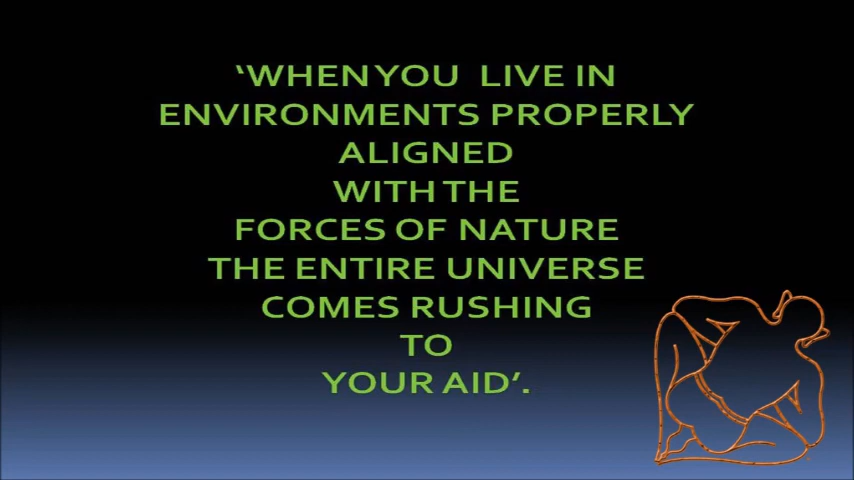 ‘WHEN YOU LIVE IN
ENVIRONMENTS PROPERLY
ALIGNED
WITH THE
FORCES OF NATURE
THE ENTIRE UNIVERSE
COMES RUSHING
TO
YOUR AID’.